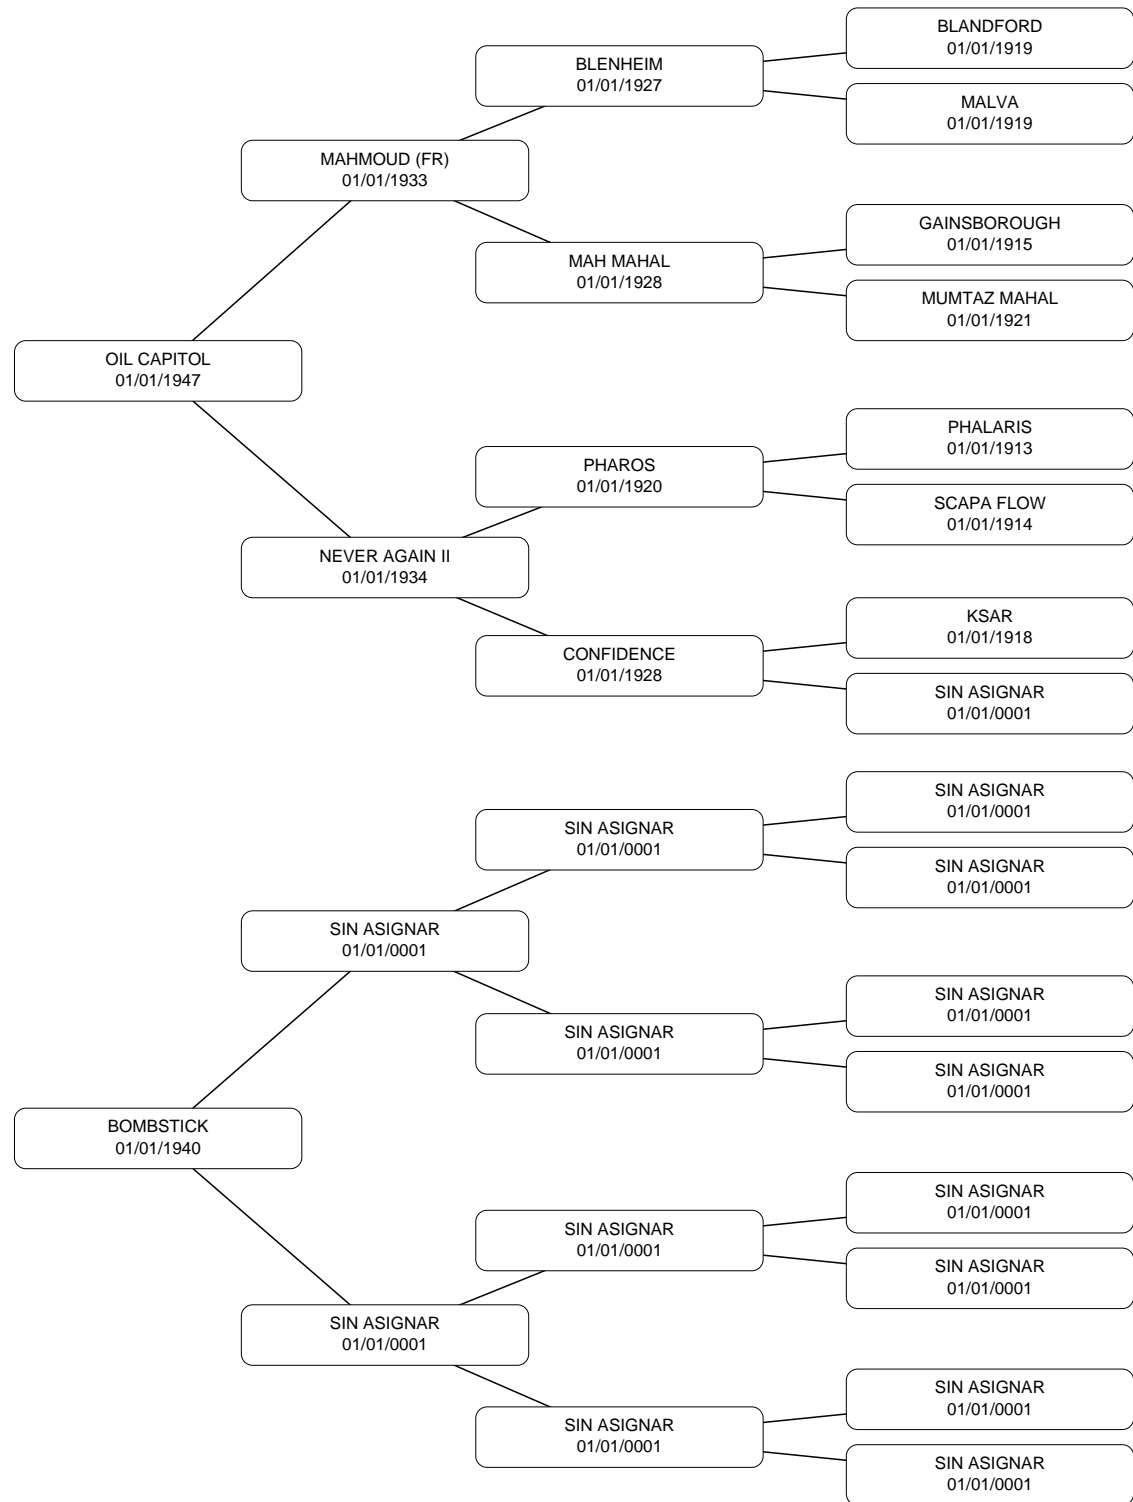 BLANDFORD
01/01/1919
BLENHEIM
01/01/1927
MALVA
01/01/1919
MAHMOUD (FR)
01/01/1933
GAINSBOROUGH
01/01/1915
MAH MAHAL
01/01/1928
MUMTAZ MAHAL
01/01/1921
OIL CAPITOL
01/01/1947
PHALARIS
01/01/1913
PHAROS
01/01/1920
SCAPA FLOW
01/01/1914
NEVER AGAIN II
01/01/1934
KSAR
01/01/1918
CONFIDENCE
01/01/1928
SIN ASIGNAR
01/01/0001
SIN ASIGNAR
01/01/0001
SIN ASIGNAR
01/01/0001
SIN ASIGNAR
01/01/0001
SIN ASIGNAR
01/01/0001
SIN ASIGNAR
01/01/0001
SIN ASIGNAR
01/01/0001
SIN ASIGNAR
01/01/0001
BOMBSTICK
01/01/1940
SIN ASIGNAR
01/01/0001
SIN ASIGNAR
01/01/0001
SIN ASIGNAR
01/01/0001
SIN ASIGNAR
01/01/0001
SIN ASIGNAR
01/01/0001
SIN ASIGNAR
01/01/0001
SIN ASIGNAR
01/01/0001